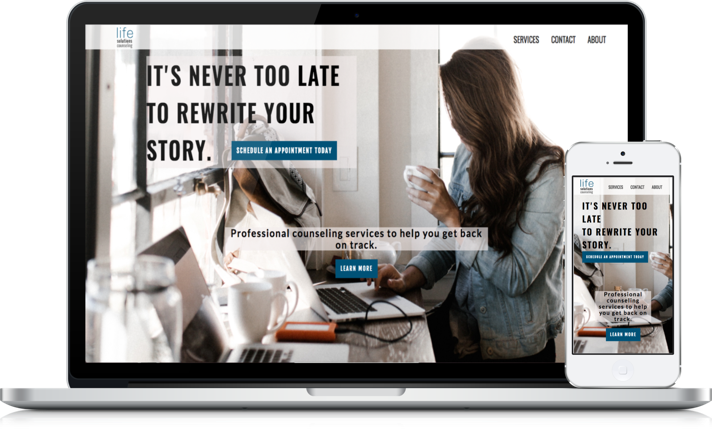 life
solutions
counseling
SERVICES CONTACT ABOUT
IT'S NEVER TOO LATE
TO REWRITE YOUR
STORY.
SCHEDULE AN APPOINTMENT TODAY
Professional counseling services to help you get back
on track.
LEARN MORE
life
solutions
counseling
SERVICES CONTACT ABOUT
IT'S NEVER TOO
LATE
TO REWRITE YOUR
STORY.
SCHEDULE AN APPOINTMENT TODAY
Professional
counseling
services to help
you get back on
track.
LEARN MORE